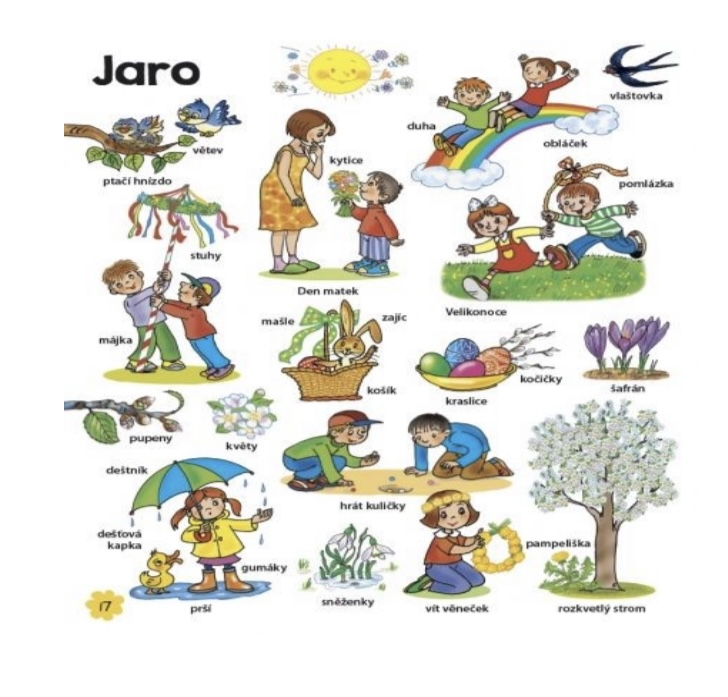 Jaro
vlaštovka
duha
obláček
větev
ptačí hnízdo
kytice
pomlázka
stuhy
Den matek
Velikonoce
mašle
zajíc
májka
košík
kočičky
kraslice
šafrán
pupeny
květy
deštník
hrát kuličky
dešťová
kapka
gumáky
pampeliška
sněženky
vít věneček
rozkvetlý strom
prší
17